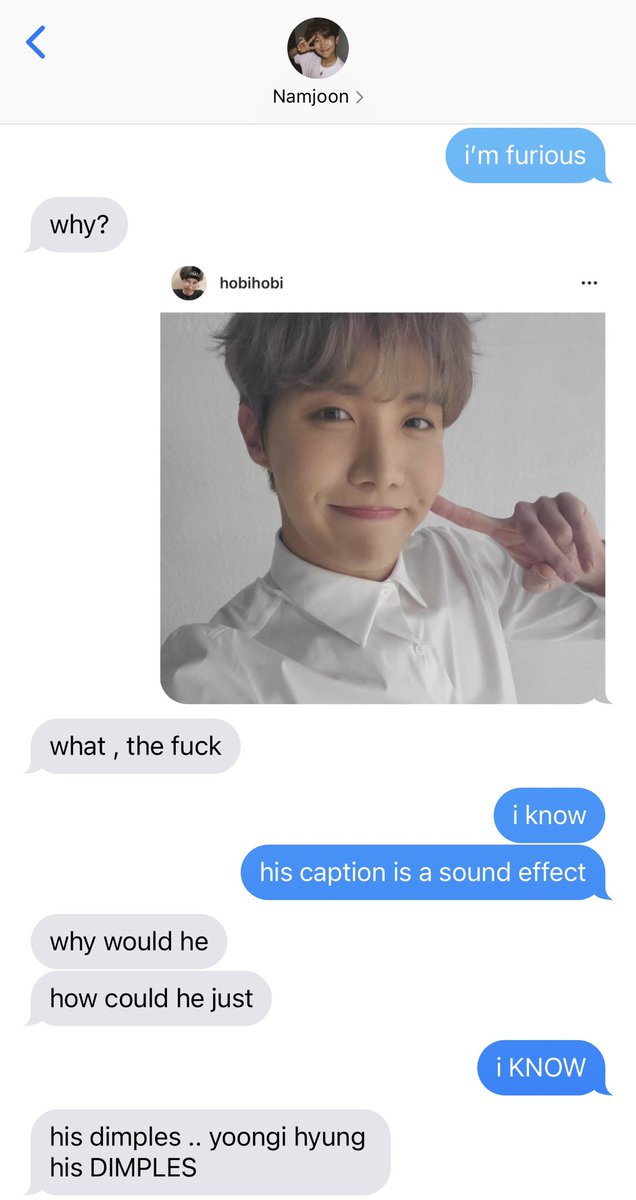 Namjoon
i’m furious
why?
hobihobi
what , the fuck
i know
his caption is a sound effect
why would he
how could he just
i KNOW
his dimples .. yoongi hyung
his DIMPLES